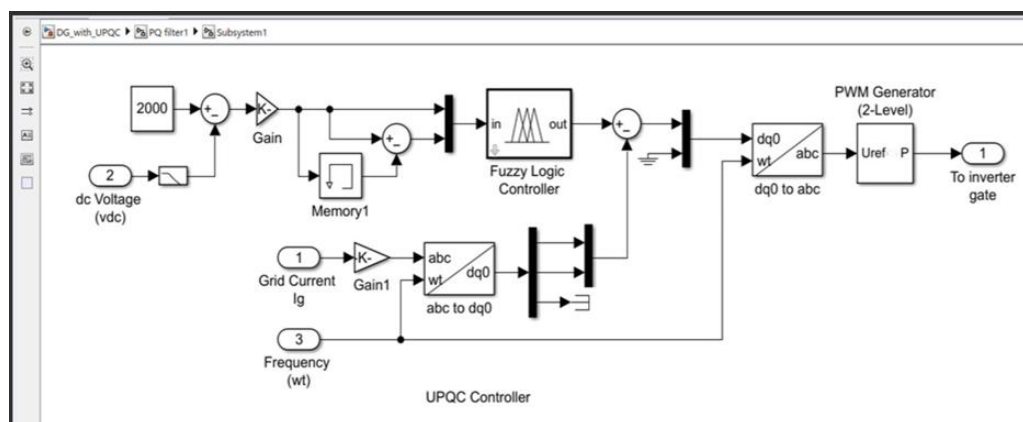 DG_with_UPQC ▶ PQ filter1 ▶ Subsystem1
PWM Generator
(2-Level)
2000
+
-
K-
Gain
+
-
in
out
Fuzzy Logic
Controller
+
-
dq0
wt
abc
dq0 to abc
Uref
P
1
To inverter
gate
2
dc Voltage
(vdc)
Memory1
1
Grid Current
Ig
-K-
Gain1
abc
wt
dq0
abc to dq0
3
Frequency
(wt)
UPQC Controller